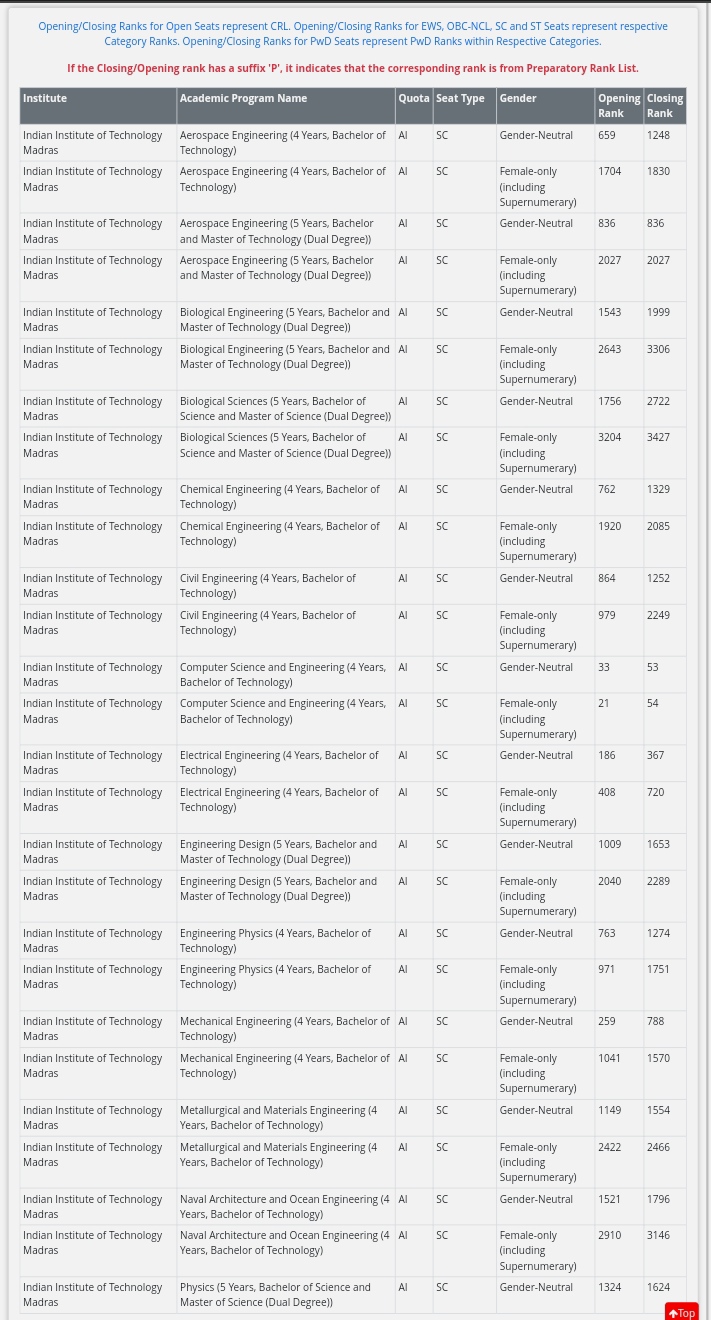 Opening/Closing Ranks for Open Seats represent CRL. Opening/Closing Ranks for EWS, OBC-NCL, SC and ST Seats represent respective
Category Ranks. Opening/Closing Ranks for PwD Seats represent PwD Ranks within Respective Categories.
If the Closing/Opening rank has a suffix 'P', it indicates that the corresponding rank is from Preparatory Rank List.
Institute Academic Program Name Quota Seat Type Gender Opening Closing
Rank Rank
Indian Institute of Technology Aerospace Engineering (4 Years, Bachelor of AI SC Gender-Neutral 659 1248
Madras Technology)
Indian Institute of Technology Aerospace Engineering (4 Years, Bachelor of AI SC Female-only 1704 1830
Madras Technology) (including
Supernumerary)
Indian Institute of Technology Aerospace Engineering (5 Years, Bachelor AI SC Gender-Neutral 836 836
Madras and Master of Technology (Dual Degree))
Indian Institute of Technology Aerospace Engineering (5 Years, Bachelor AI SC Female-only 2027 2027
Madras and Master of Technology (Dual Degree)) (including
Supernumerary)
Indian Institute of Technology Biological Engineering (5 Years, Bachelor and AI SC Gender-Neutral 1543 1999
Madras Master of Technology (Dual Degree))
Indian Institute of Technology Biological Engineering (5 Years, Bachelor and AI SC Female-only 2643 3306
Madras Master of Technology (Dual Degree)) (including
Supernumerary)
Indian Institute of Technology Biological Sciences (5 Years, Bachelor of AI SC Gender-Neutral 1756 2722
Madras Science and Master of Science (Dual Degree))
Indian Institute of Technology Biological Sciences (5 Years, Bachelor of AI SC Female-only 3204 3427
Madras Science and Master of Science (Dual Degree)) (including
Supernumerary)
Indian Institute of Technology Chemical Engineering (4 Years, Bachelor of AI SC Gender-Neutral 762 1329
Madras Technology)
Indian Institute of Technology Chemical Engineering (4 Years, Bachelor of AI SC Female-only 1920 2085
Madras Technology) (including
Supernumerary)
Indian Institute of Technology Civil Engineering (4 Years, Bachelor of AI SC Gender-Neutral 864 1252
Madras Technology)
Indian Institute of Technology Civil Engineering (4 Years, Bachelor of AI SC Female-only 979 2249
Madras Technology) (including
Supernumerary)
Indian Institute of Technology Computer Science and Engineering (4 Years, AI SC Gender-Neutral 33 53
Madras Bachelor of Technology)
Indian Institute of Technology Computer Science and Engineering (4 Years, AI SC Female-only 21 54
Madras Bachelor of Technology) (including
Supernumerary)
Indian Institute of Technology Electrical Engineering (4 Years, Bachelor of AI SC Gender-Neutral 186 367
Madras Technology)
Indian Institute of Technology Electrical Engineering (4 Years, Bachelor of AI SC Female-only 408 720
Madras Technology) (including
Supernumerary)
Indian Institute of Technology Engineering Design (5 Years, Bachelor and AI SC Gender-Neutral 1009 1653
Madras Master of Technology (Dual Degree))
Indian Institute of Technology Engineering Design (5 Years, Bachelor and AI SC Female-only 2040 2289
Madras Master of Technology (Dual Degree)) (including
Supernumerary)
Indian Institute of Technology Engineering Physics (4 Years, Bachelor of AI SC Gender-Neutral 763 1274
Madras Technology)
Indian Institute of Technology Engineering Physics (4 Years, Bachelor of AI SC Female-only 971 1751
Madras Technology) (including
Supernumerary)
Indian Institute of Technology Mechanical Engineering (4 Years, Bachelor of AI SC Gender-Neutral 259 788
Madras Technology)
Indian Institute of Technology Mechanical Engineering (4 Years, Bachelor of AI SC Female-only 1041 1570
Madras Technology) (including
Supernumerary)
Indian Institute of Technology Metallurgical and Materials Engineering (4 AI SC Gender-Neutral 1149 1554
Madras Years, Bachelor of Technology)
Indian Institute of Technology Metallurgical and Materials Engineering (4 AI SC Female-only 2422 2466
Madras Years, Bachelor of Technology) (including
Supernumerary)
Indian Institute of Technology Naval Architecture and Ocean Engineering (4 AI SC Gender-Neutral 1521 1796
Madras Years, Bachelor of Technology)
Indian Institute of Technology Naval Architecture and Ocean Engineering (4 AI SC Female-only 2910 3146
Madras Years, Bachelor of Technology) (including
Supernumerary)
Indian Institute of Technology Physics (5 Years, Bachelor of Science and AI SC Gender-Neutral 1324 1624
Madras Master of Science (Dual Degree))
Top